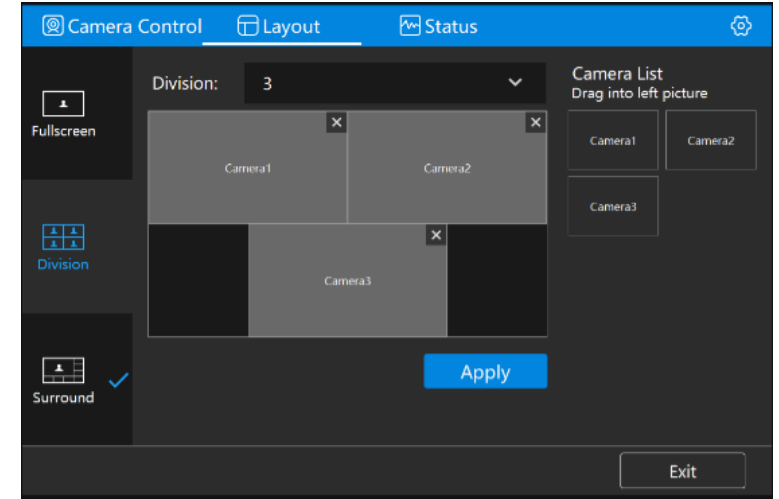 Camera Control Layout Status
Fullscreen
Division
Surround
Division: 3
Camera1 Camera2
Camera3
Apply
Camera List
Drag into left picture
Camera1 Camera2
Camera3
Exit